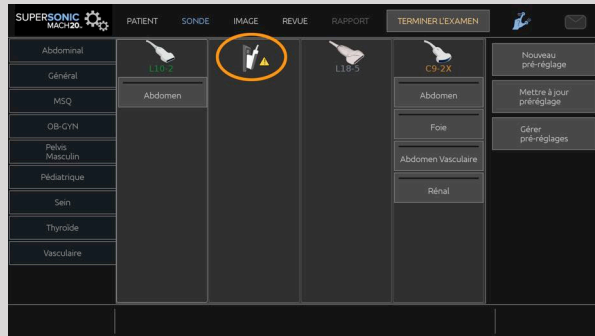 SUPERSONIC
MACH20.
PATIENT
SONDE
IMAGE
REVUE
RAPPORT
TERMINER L'EXAMEN
Abdominal
Général
MSQ
OB-GYN
Pelvis
Masculin
Pédiatrique
Sein
Thyroïde
Vasculaire
L10-2
Abdomen
L18-5
C9-2X
Abdomen
Foie
Abdomen Vasculaire
Rénal
Nouveau
pré-réglage
Mettre à jour
préréglage
Gérer
pré-réglages